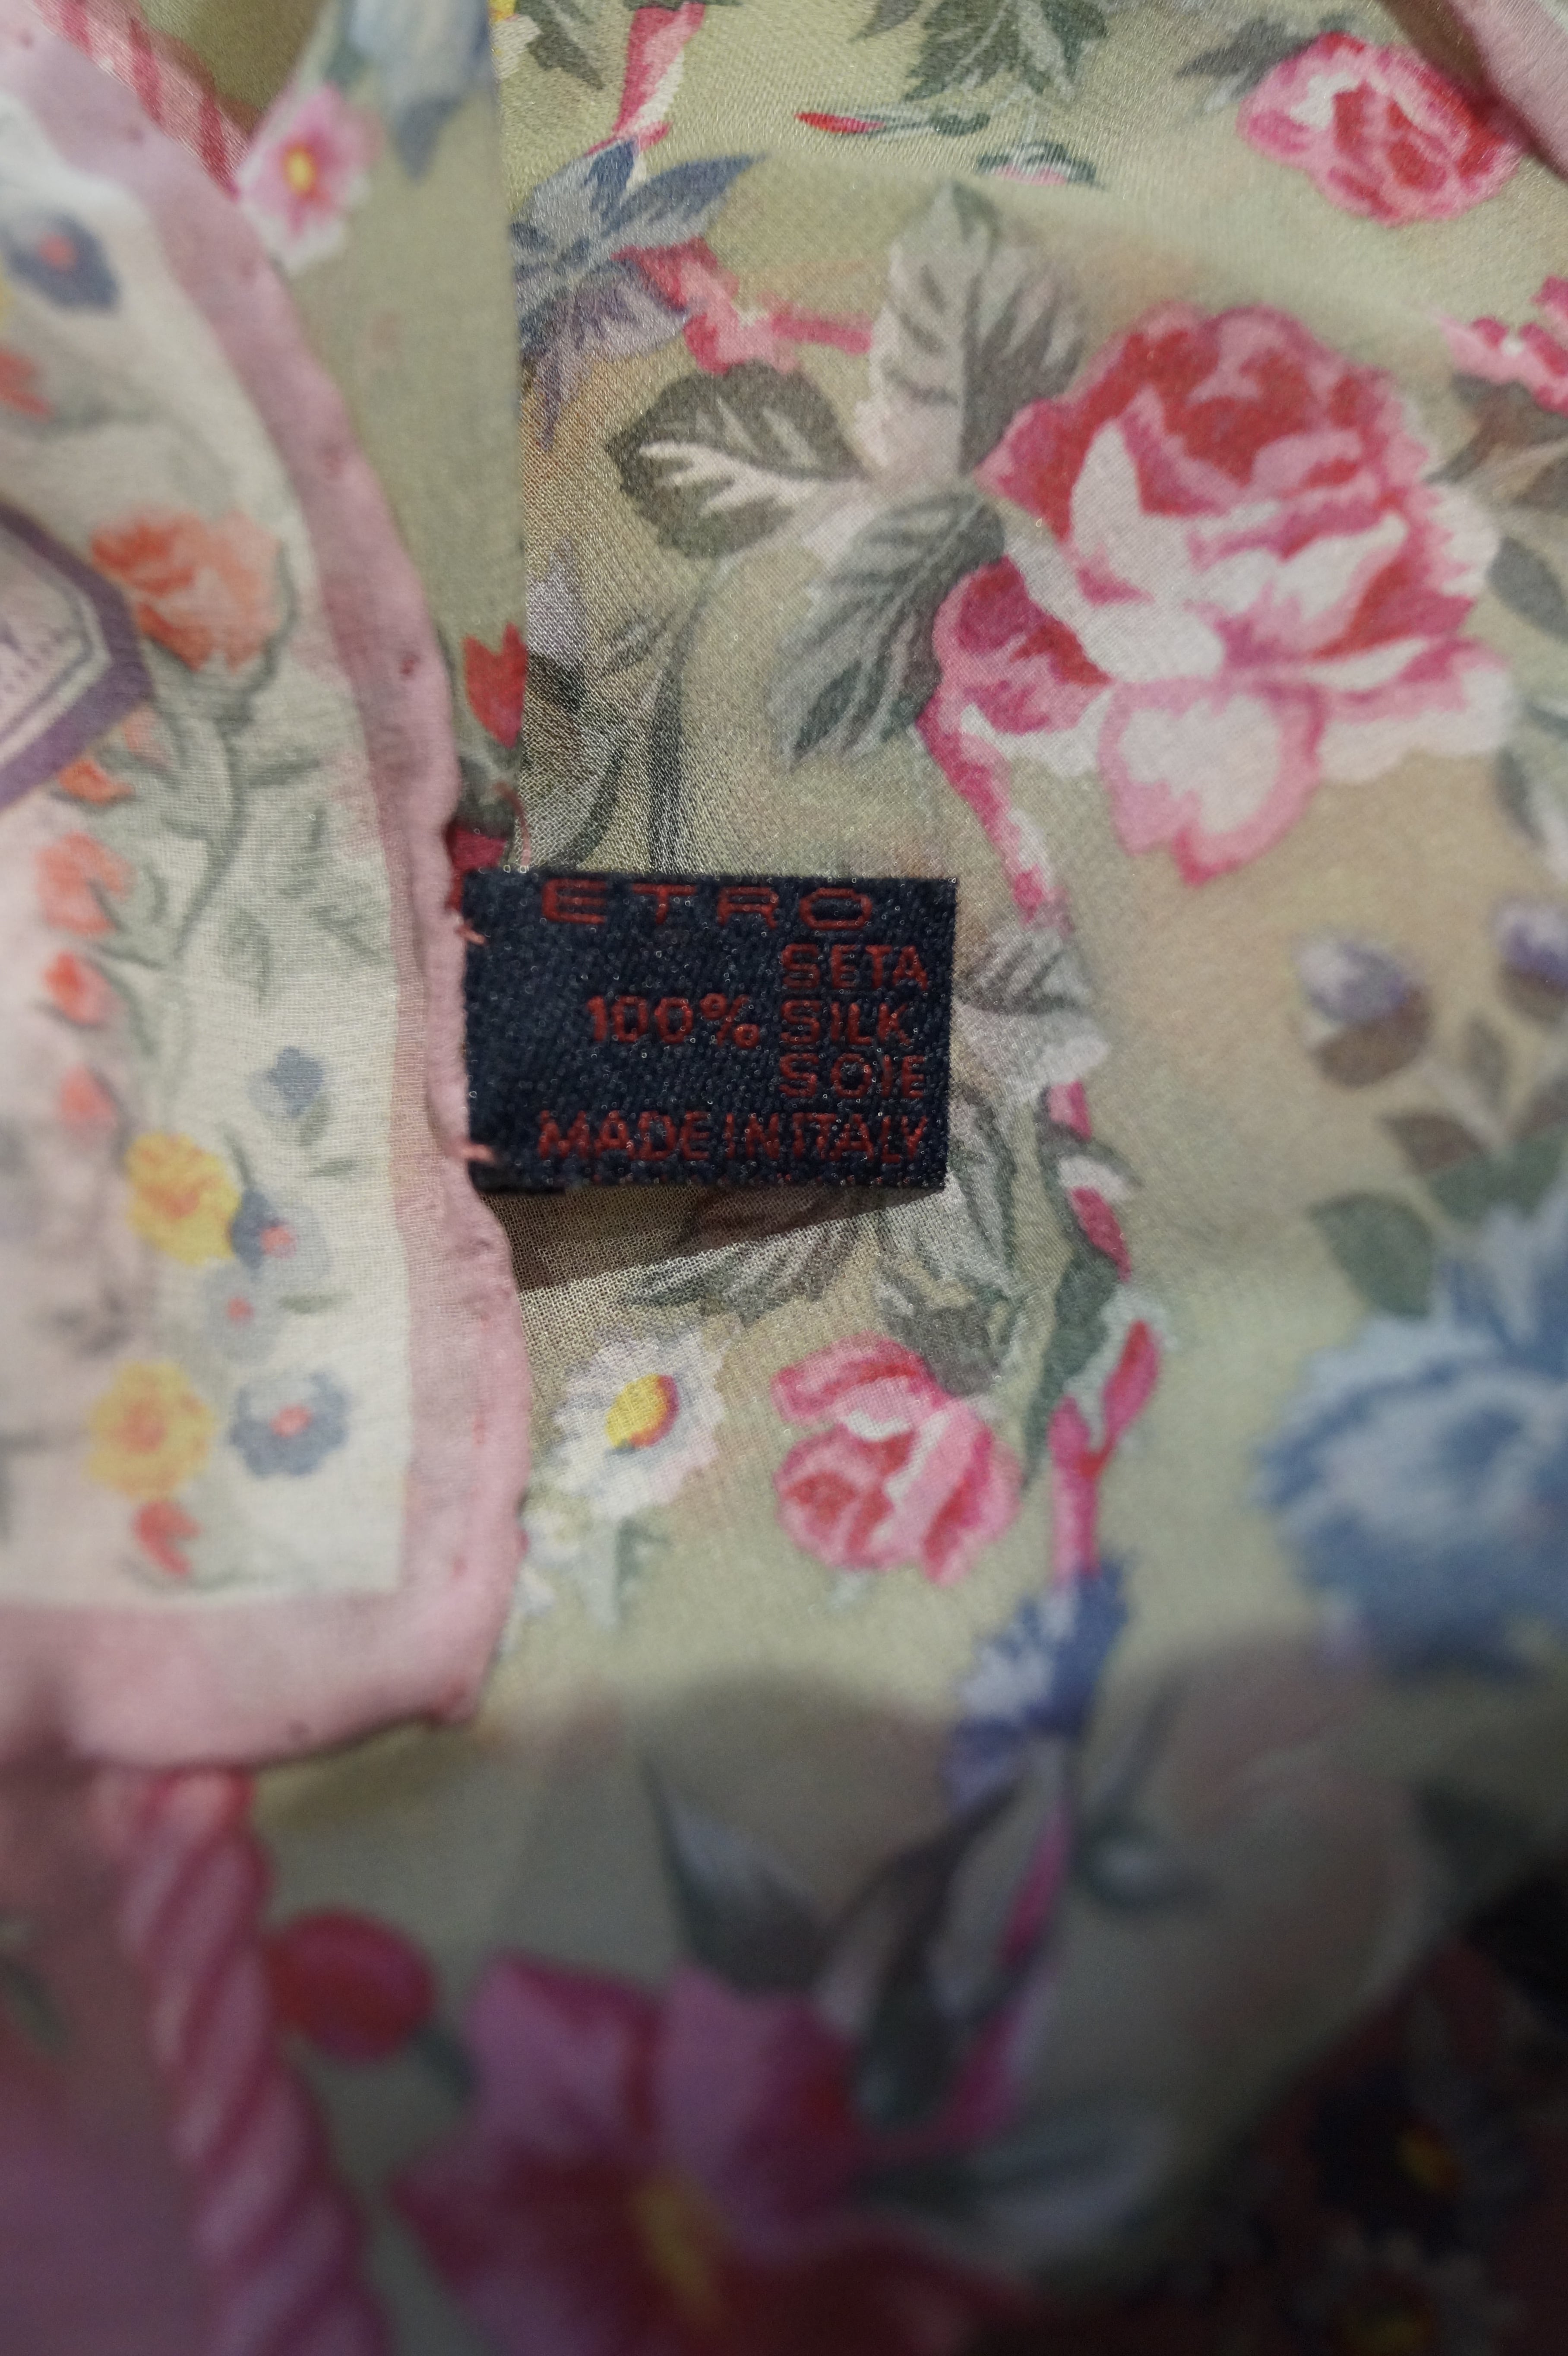 ETRO
SETA
100% SILK
SOIE
MADE IN ITALY